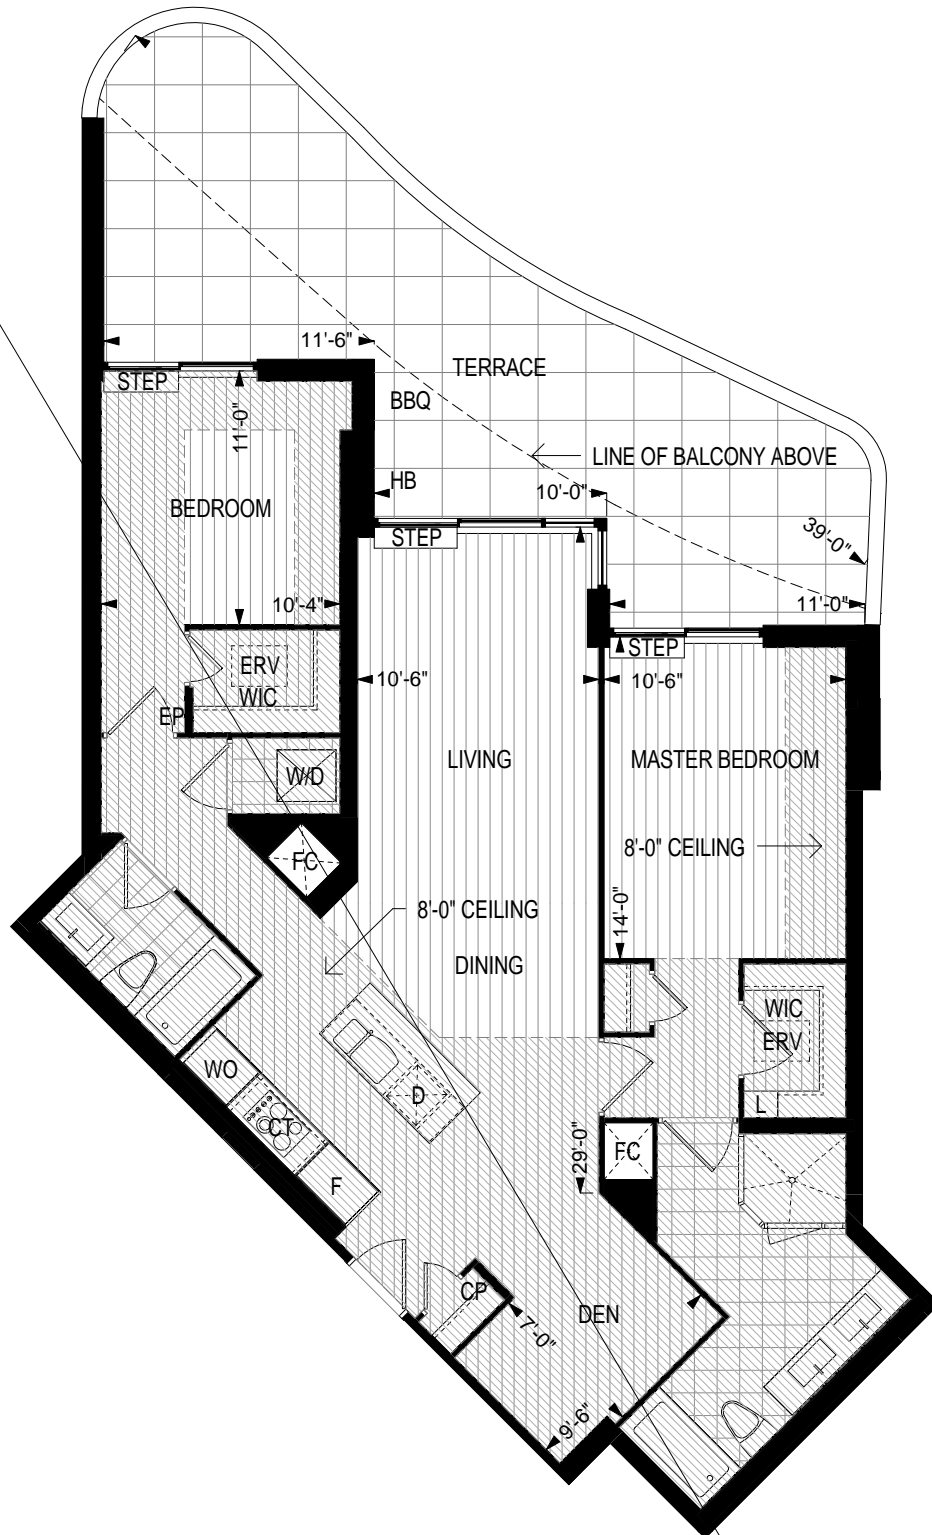 11'-6"
TERRACE
STEP
BBQ
11'-0"
LINE OF BALCONY ABOVE
HB
10'-0"
BEDROOM
STEP
39'-0"
10'-4"
11'-0"
STEP
ERV
WIC
10'-6"
10'-6"
EP
LIVING
MASTER BEDROOM
W/D
8'-0" CEILING
FC
8'-0" CEILING
14'-0"
DINING
WIC
ERV
WO
D
L
CT
29'-0"
FC
F
CP
DEN
7'-0"
9'-6"